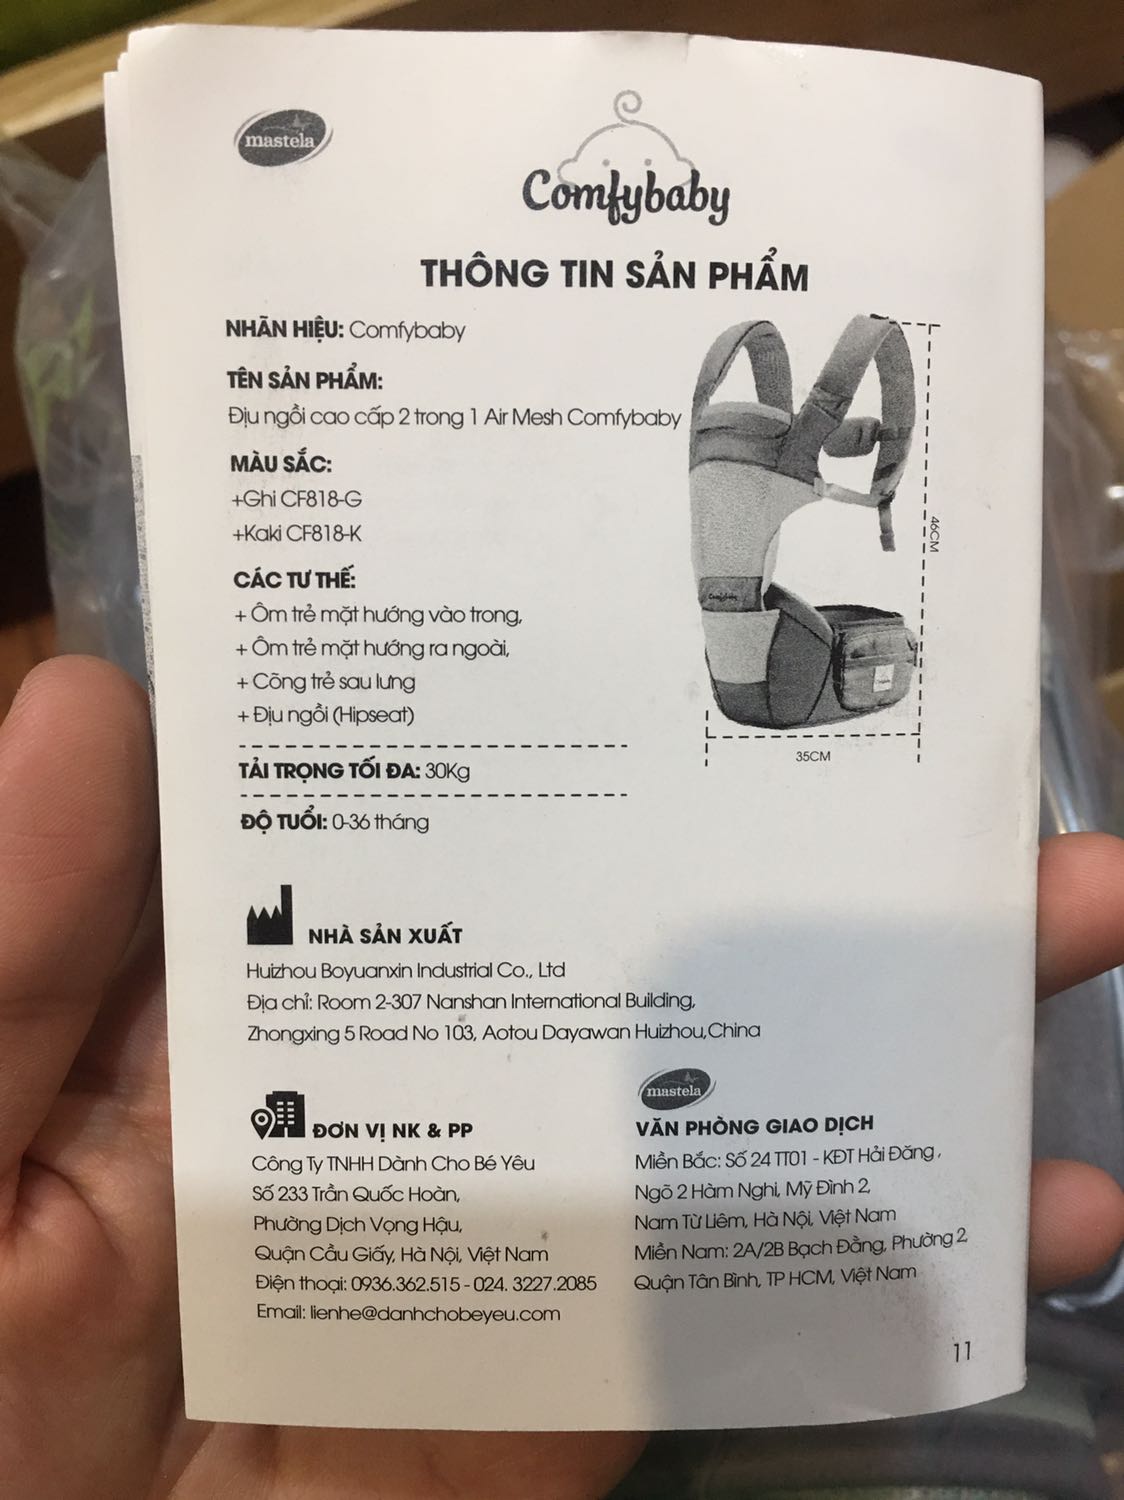 mastela
Comfybaby
THÔNG TIN SẢN PHẨM
NHÃN HIỆU: Comfybaby
TÊN SẢN PHẨM:
Địu ngồi cao cấp 2 trong 1 Air Mesh Comfybaby
MÀU SẮC:
+Ghi CF818-G
+Kaki CF818-K
CÁC TƯ THẾ:
+ Ôm trẻ mặt hướng vào trong,
+ Ôm trẻ mặt hướng ra ngoài,
+ Cõng trẻ sau lưng
+ Địu ngồi (Hipseat)
46CM
Comfybaby
35CM
TẢI TRỌNG TỐI ĐA: 30Kg
ĐỘ TUỔI: 0-36 tháng
NHÀ SẢN XUẤT
Huizhou Boyuanxin Industrial Co., Ltd
Địa chỉ: Room 2-307 Nanshan International Building,
Zhongxing 5 Road No 103, Aotou Dayawan Huizhou,China
ĐƠN VỊ NK & PP
Công Ty TNHH Dành Cho Bé Yêu
Số 233 Trần Quốc Hoàn,
Phường Dịch Vọng Hậu,
Quận Cầu Giấy, Hà Nội, Việt Nam
Điện thoại: 0936.362.515 - 024. 3227.2085
Email: lienhe@danhchobeyeu.com
mastela
VĂN PHÒNG GIAO DỊCH
Miền Bắc: Số 24 TT01 - KĐT Hải Đăng,
Ngõ 2 Hàm Nghi, Mỹ Đình 2,
Nam Từ Liêm, Hà Nội, Việt Nam
Miền Nam: 2A/2B Bạch Đằng, Phường 2,
Quận Tân Bình, TP HCM, Việt Nam
11